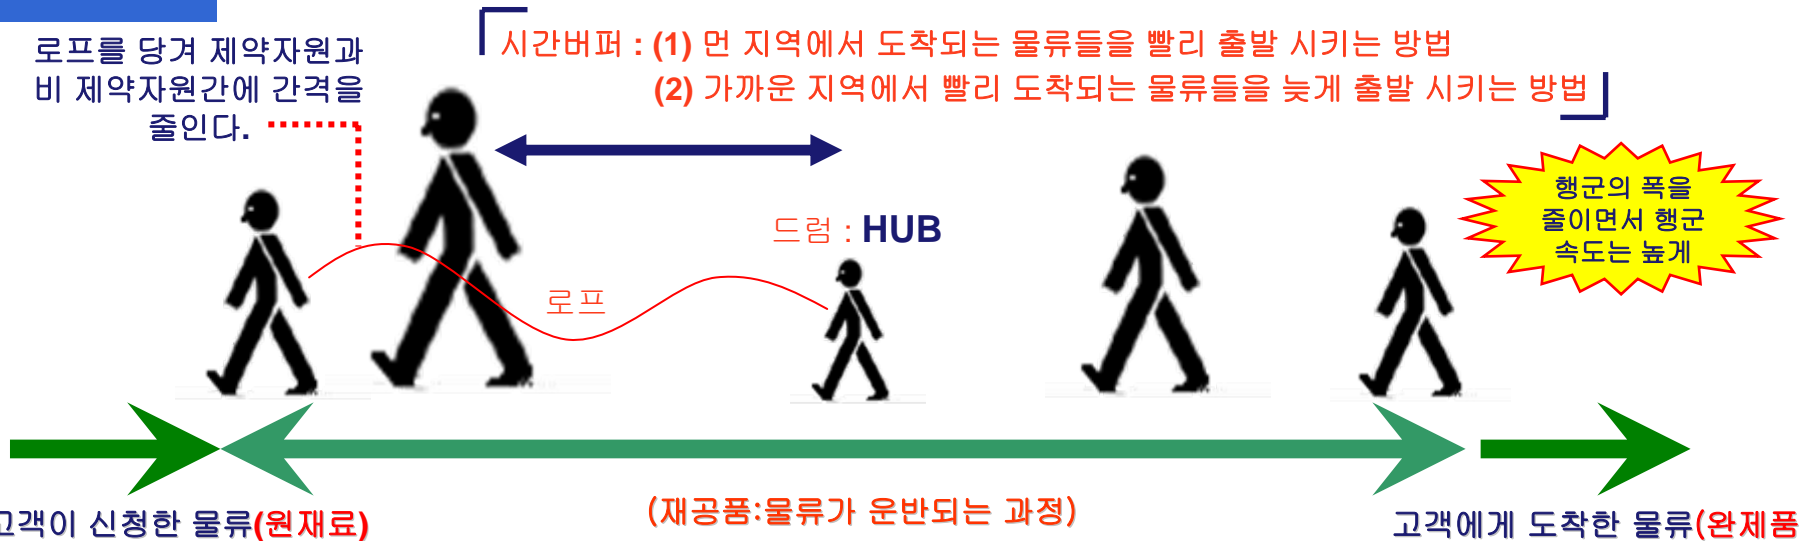 로프를 당겨 제약자원과
비 제약자원간에 간격을
줄인다.
시간버퍼 : (1) 먼 지역에서 도착되는 물류들을 빨리 출발 시키는 방법
(2) 가까운 지역에서 빨리 도착되는 물류들을 늦게 출발 시키는 방법
행군의 폭을
줄이면서 행군
속도는 높게
드럼 : HUB
로프
고객이 신청한 물류(원재료)
(재공품:물류가 운반되는 과정)
고객에게 도착한 물류(완제품